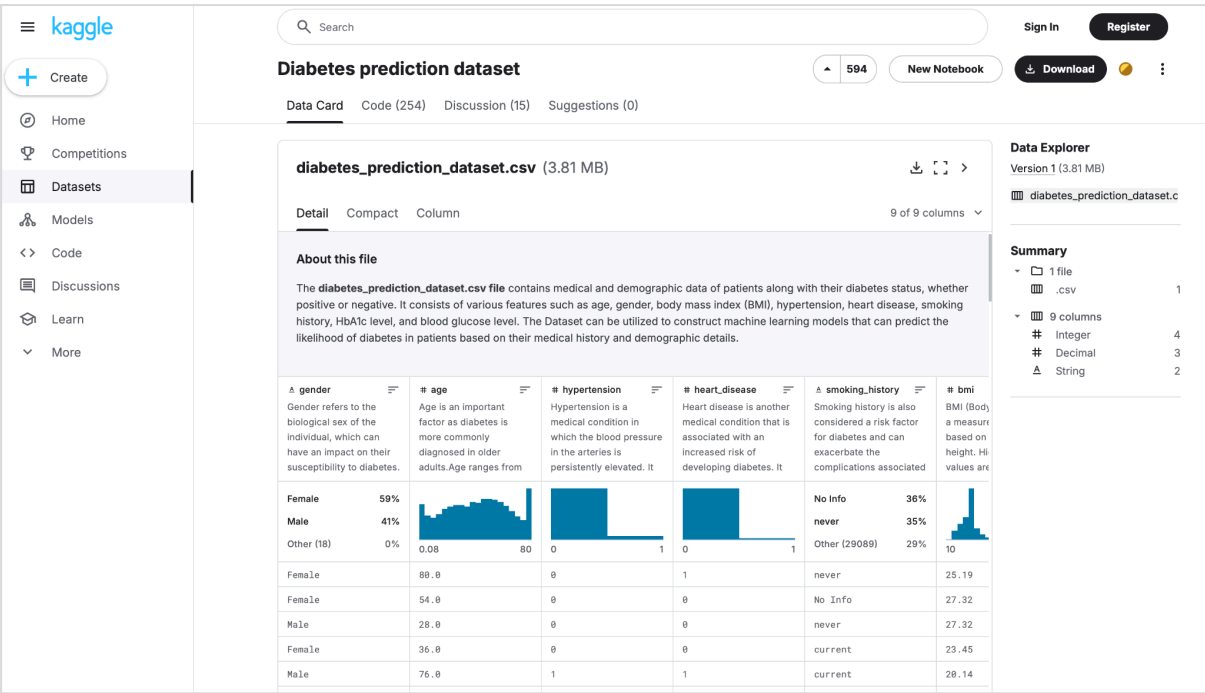 kaggle
Search
Sign In
Register
Create
Home
Competitions
Datasets
Models
Code
Discussions
Learn
More
Diabetes prediction dataset
594
New Notebook
Download
Data Card Code (254) Discussion (15) Suggestions (0)
diabetes_prediction_dataset.csv (3.81 MB)
Detail Compact Column
9 of 9 columns
About this file
The diabetes_prediction_dataset.csv file contains medical and demographic data of patients along with their diabetes status, whether
positive or negative. It consists of various features such as age, gender, body mass index (BMI), hypertension, heart disease, smoking
history, HbA1c level, and blood glucose level. The Dataset can be utilized to construct machine learning models that can predict the
likelihood of diabetes in patients based on their medical history and demographic details.
gender
Gender refers to the
biological sex of the
individual, which can
have an impact on their
susceptibility to diabetes.
# age
Age is an important
factor as diabetes is
more commonly
diagnosed in older
adults.Age ranges from
# hypertension
Hypertension is a
medical condition in
which the blood pressure
in the arteries is
persistently elevated. It
# heart_disease
Heart disease is another
medical condition that is
associated with an
increased risk of
developing diabetes. It
smoking_history
Smoking history is also
considered a risk factor
for diabetes and can
exacerbate the
complications associated
# bmi
BMI (Body
a measure
based on
height. Hi
values are
Female 59%
Male 41%
Other (18) 0%
0.08 80
0 1
0 1
No Info 36%
never 35%
Other (29089) 29%
10
Female 80.0 0 1 never 25.19
Female 54.0 0 0 No Info 27.32
Male 28.0 0 0 never 27.32
Female 36.0 0 0 current 23.45
Male 76.0 1 1 current 20.14
Data Explorer
Version 1 (3.81 MB)
diabetes_prediction_dataset.c
Summary
1 file
.csv 1
9 columns
# Integer 4
# Decimal 3
A String 2